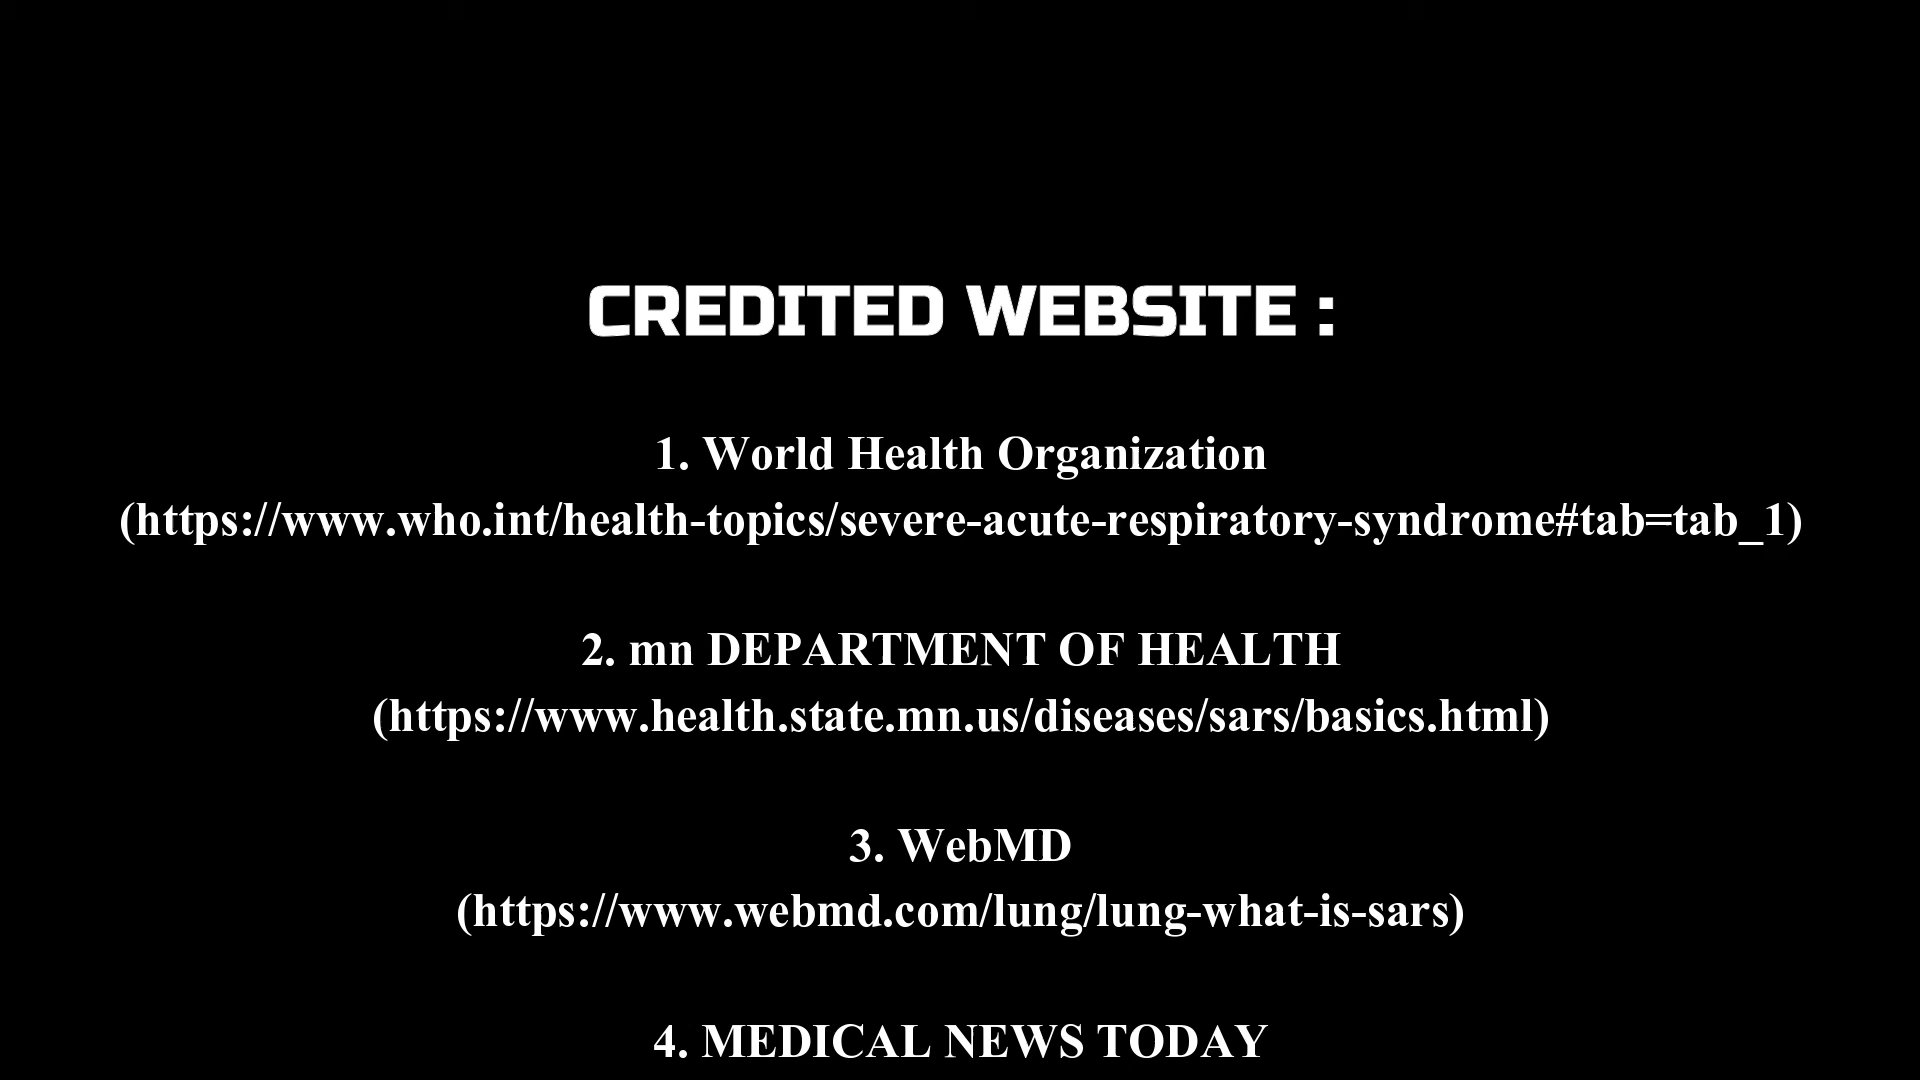 CREDITED WEBSITE :
1. World Health Organization
(https://www.who.int/health-topics/severe-acute-respiratory-syndrome#tab=tab_1)
2. mn DEPARTMENT OF HEALTH
(https://www.health.state.mn.us/diseases/sars/basics.html)
3. WebMD
(https://www.webmd.com/lung/lung-what-is-sars)
4. MEDICAL NEWS TODAY